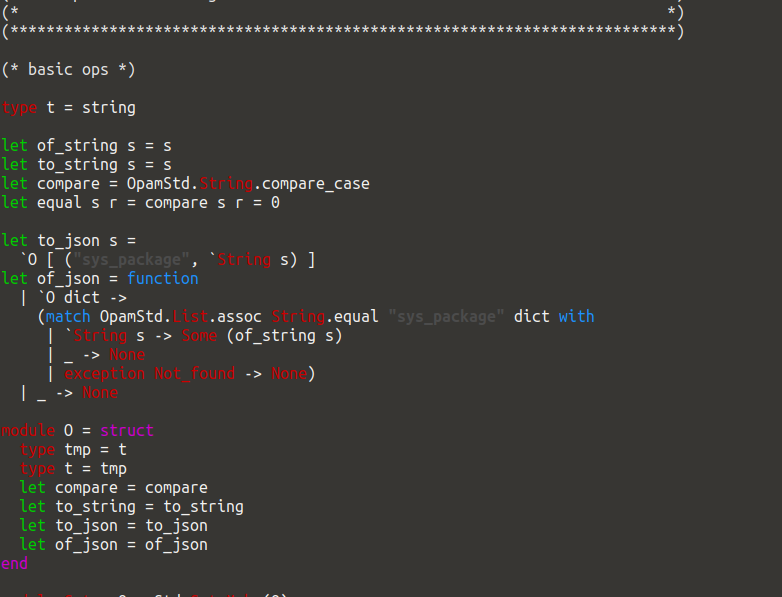 (*                                                                        *)
(**************************************************************************)

(* basic ops *)

type t = string

let of_string s = s
let to_string s = s
let compare = OpamStd.String.compare_case
let equal s r = compare s r = 0

let to_json s =
  `O [ ("sys_package", `String s) ]
let of_json = function
  | `O dict ->
    (match OpamStd.List.assoc String.equal "sys_package" dict with
     | `String s -> Some (of_string s)
     | _ -> None
     | exception Not_found -> None)
  | _ -> None

module O = struct
  type tmp = t
  type t = tmp
  let compare = compare
  let to_string = to_string
  let to_json = to_json
  let of_json = of_json
end